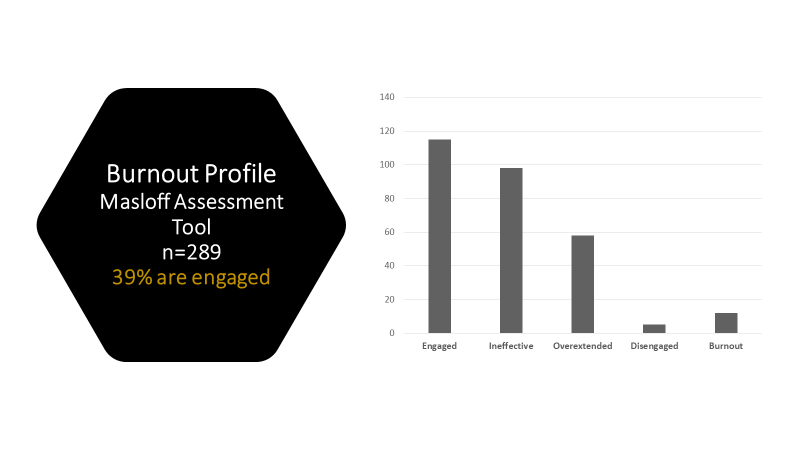 Burnout Profile
Masloff Assessment
Tool
n=289
39% are engaged
140
120
100
80
60
40
20
0
Engaged Ineffective Overextended Disengaged Burnout